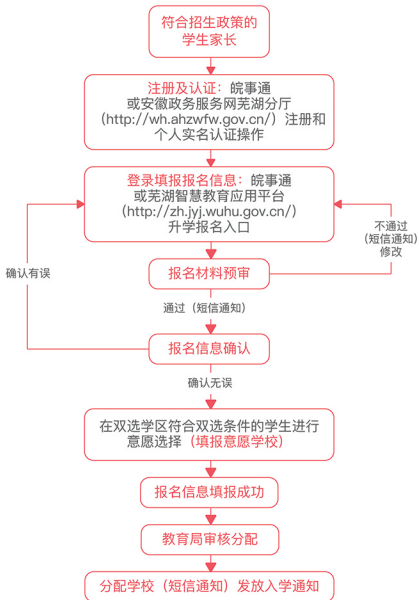 符合招生政策的
学生家长
注册及认证：皖事通
或安徽政务服务网芜湖分厅
（http://wh.ahzwfw.gov.cn/）注册和
个人实名认证操作
登录填报报名信息：皖事通
或芜湖智慧教育应用平台
（http://zh.jyj.wuhu.gov.cn/)
升学报名入口
不通过
（短信通知）
修改
报名材料预审
确认有误
通过（短信通知）
报名信息确认
确认无误
在双选学区符合双选条件的学生进行
意愿选择（填报意愿学校）
报名信息填报成功
教育局审核分配
分配学校（短信通知）发放入学通知